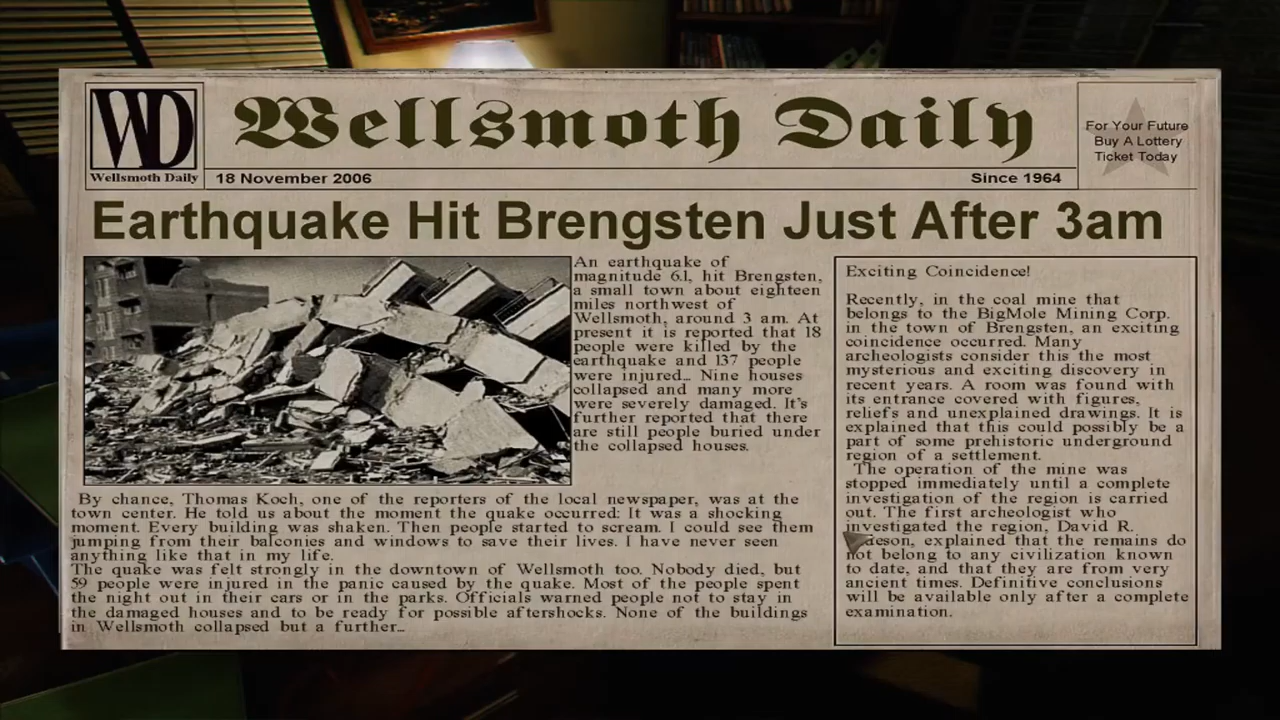 WD
Wellsmoth Daily
Wellsmoth Daily
For Your Future
Buy A Lottery
Ticket Today
18 November 2006
Since 1964
Earthquake Hit Brengsten Just After 3am
An earthquake of
magnitude 6.1, hit Brengsten,
a small town about eighteen
miles northwest of
Wellsmoth, around 3 am. At
present it is reported that 18
people were killed by the
earthquake and 137 people
were injured... Nine houses
collapsed and many more
were severely damaged. It's
further reported that there
are still people buried under
the collapsed houses.
By chance, Thomas Koch, one of the reporters of the local newspaper, was at the
town center. He told us about the moment the quake occurred: It was a shocking
moment. Every building was shaken. Then people started to scream. I could see them
jumping from their balconies and windows to save their lives. I have never seen
anything like that in my life.
The quake was felt strongly in the downtown of Wellsmoth too. Nobody died, but
59 people were injured in the panic caused by the quake. Most of the people spent
the night out in their cars or in the parks. Officials warned people not to stay in
the damaged houses and to be ready for possible aftershocks. None of the buildings
in Wellsmoth collapsed but a further...
Exciting Coincidence!
Recently, in the coal mine that
belongs to the BigMole Mining Corp.
in the town of Brengsten, an exciting
coincidence occurred. Many
archeologists consider this the most
mysterious and exciting discovery in
recent years. A room was found with
its entrance covered with figures,
reliefs and unexplained drawings. It is
explained that this could possibly be a
part of some prehistoric underground
region of a settlement.
The operation of the mine was
stopped immediately until a complete
investigation of the region is carried
out. The first archeologist who
investigated the region, David R.
explained that the remains do
not belong to any civilization known
to date, and that they are from very
ancient times. Definitive conclusions
will be available only after a complete
examination.